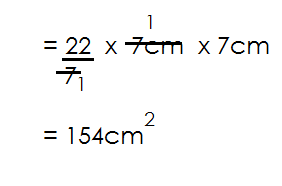 1
= 22 x 7cm x 7cm
7 1
= 154cm²